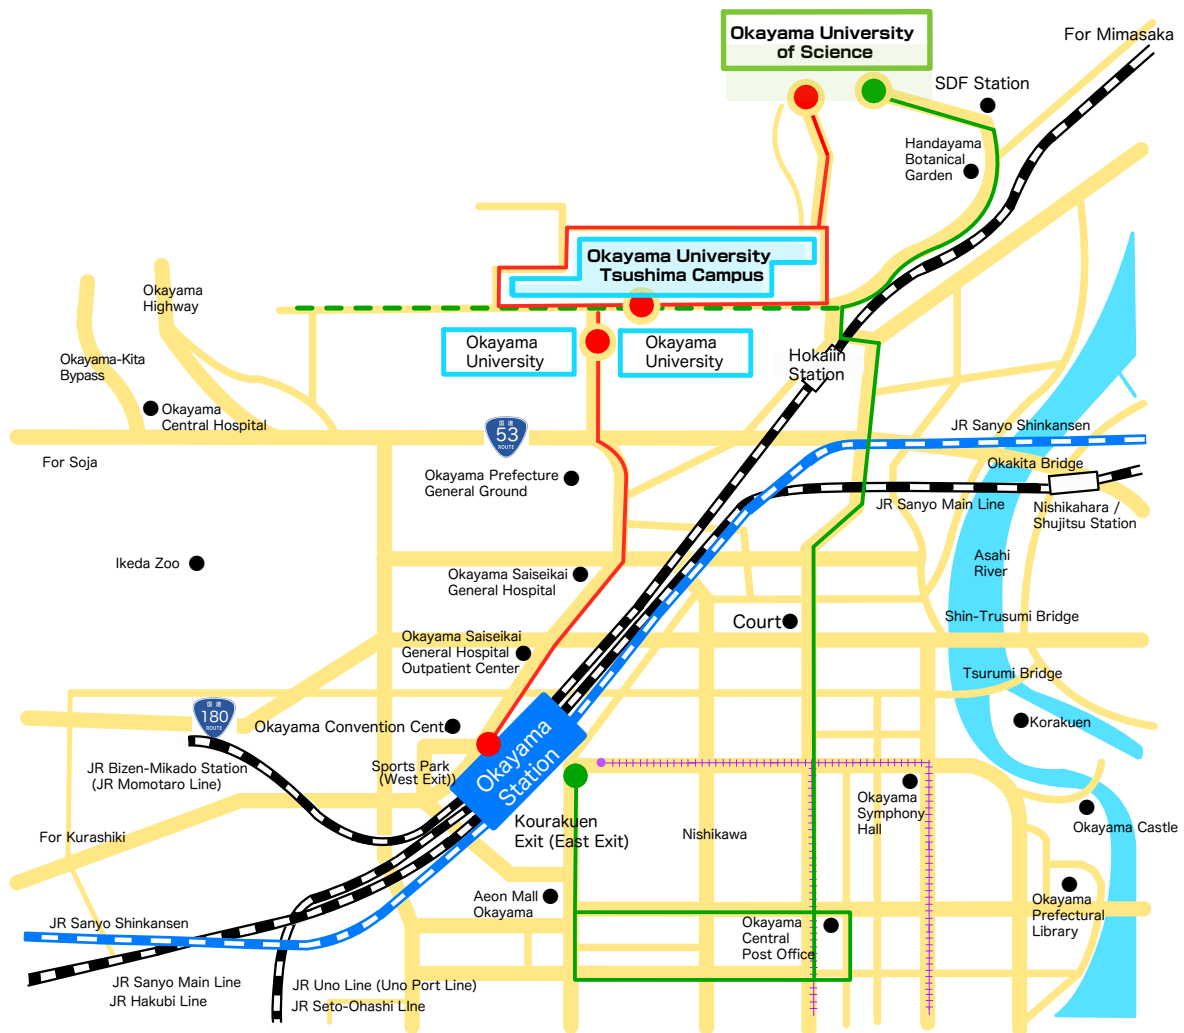 Okayama University
of Science
For Mimasaka
SDF Station
Handayama
Botanical
Garden
Okayama University
Tsushima Campus
Okayama
Highway
Okayama
University
Okayama
University
Okayama-Kita
Bypass
Hokaiin
Station
Okayama
Central Hospital
国道
53
ROUTE
JR Sanyo Shinkansen
For Soja
Okakita Bridge
Okayama Prefecture
General Ground
JR Sanyo Main Line
Nishikahara /
Shujitsu Station
Ikeda Zoo
Asahi
River
Okayama Saiseikai
General Hospital
Court
Shin-Trusumi Bridge
Okayama Saiseikai
General Hospital
Outpatient Center
Tsurumi Bridge
国道
180
ROUTE
Okayama Convention Cent
Korakuen
Okayama
Station
JR Bizen-Mikado Station
(JR Momotaro Line)
Sports Park
(West Exit))
Okayama
Symphony
Hall
Okayama Castle
For Kurashiki
Kourakuen
Exit (East Exit)
Nishikawa
Aeon Mall
Okayama
Okayama
Prefectural
Library
JR Sanyo Shinkansen
Okayama
Central
Post Office
JR Sanyo Main Line
JR Hakubi Line
JR Uno Line (Uno Port Line)
JR Seto-Ohashi LIne